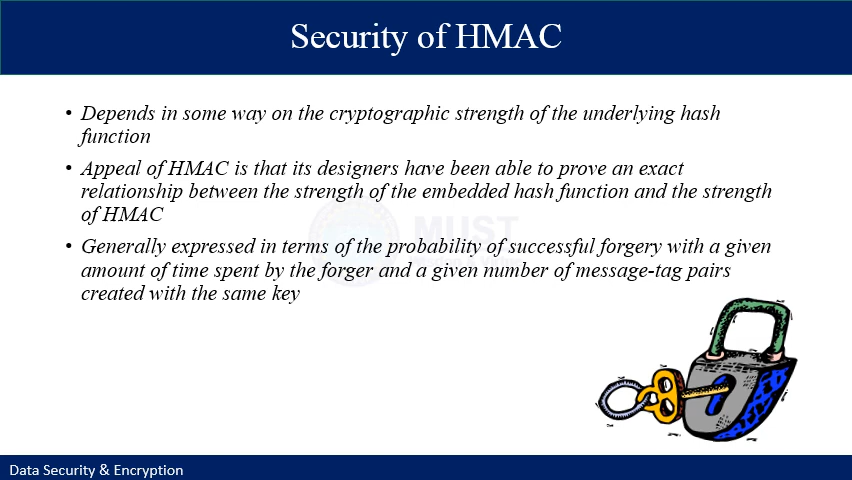 Security of HMAC
• Depends in some way on the cryptographic strength of the underlying hash
function
• Appeal of HMAC is that its designers have been able to prove an exact
relationship between the strength of the embedded hash function and the strength
of HMAC
MUST
• Generally expressed in terms of the probability of successful forgery with a given
amount of time spent by the forger and a given number of message-tag pairs
created with the same key
Data Security & Encryption